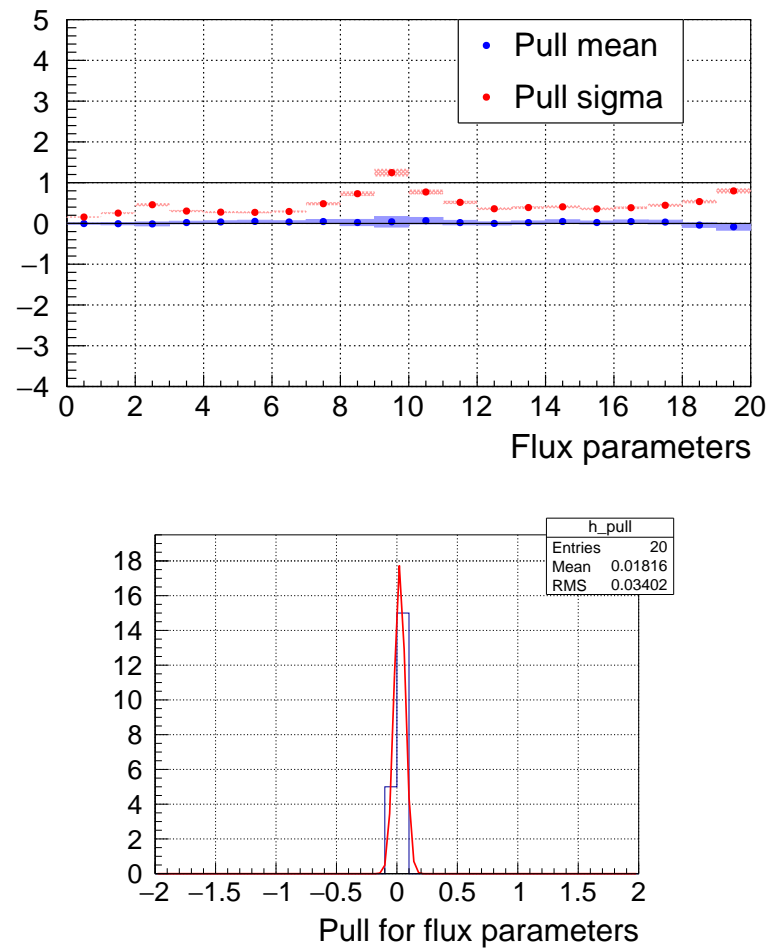 5
4
3
2
1
0
−1
−2
−3
−4
Pull mean
Pull sigma
0 2 4 6 8 10 12 14 16 18 20
Flux parameters
h_pull
Entries 20
Mean 0.01816
RMS 0.03402
18
16
14
12
10
8
6
4
2
0
−2 −1.5 −1 −0.5 0 0.5 1 1.5 2
Pull for flux parameters